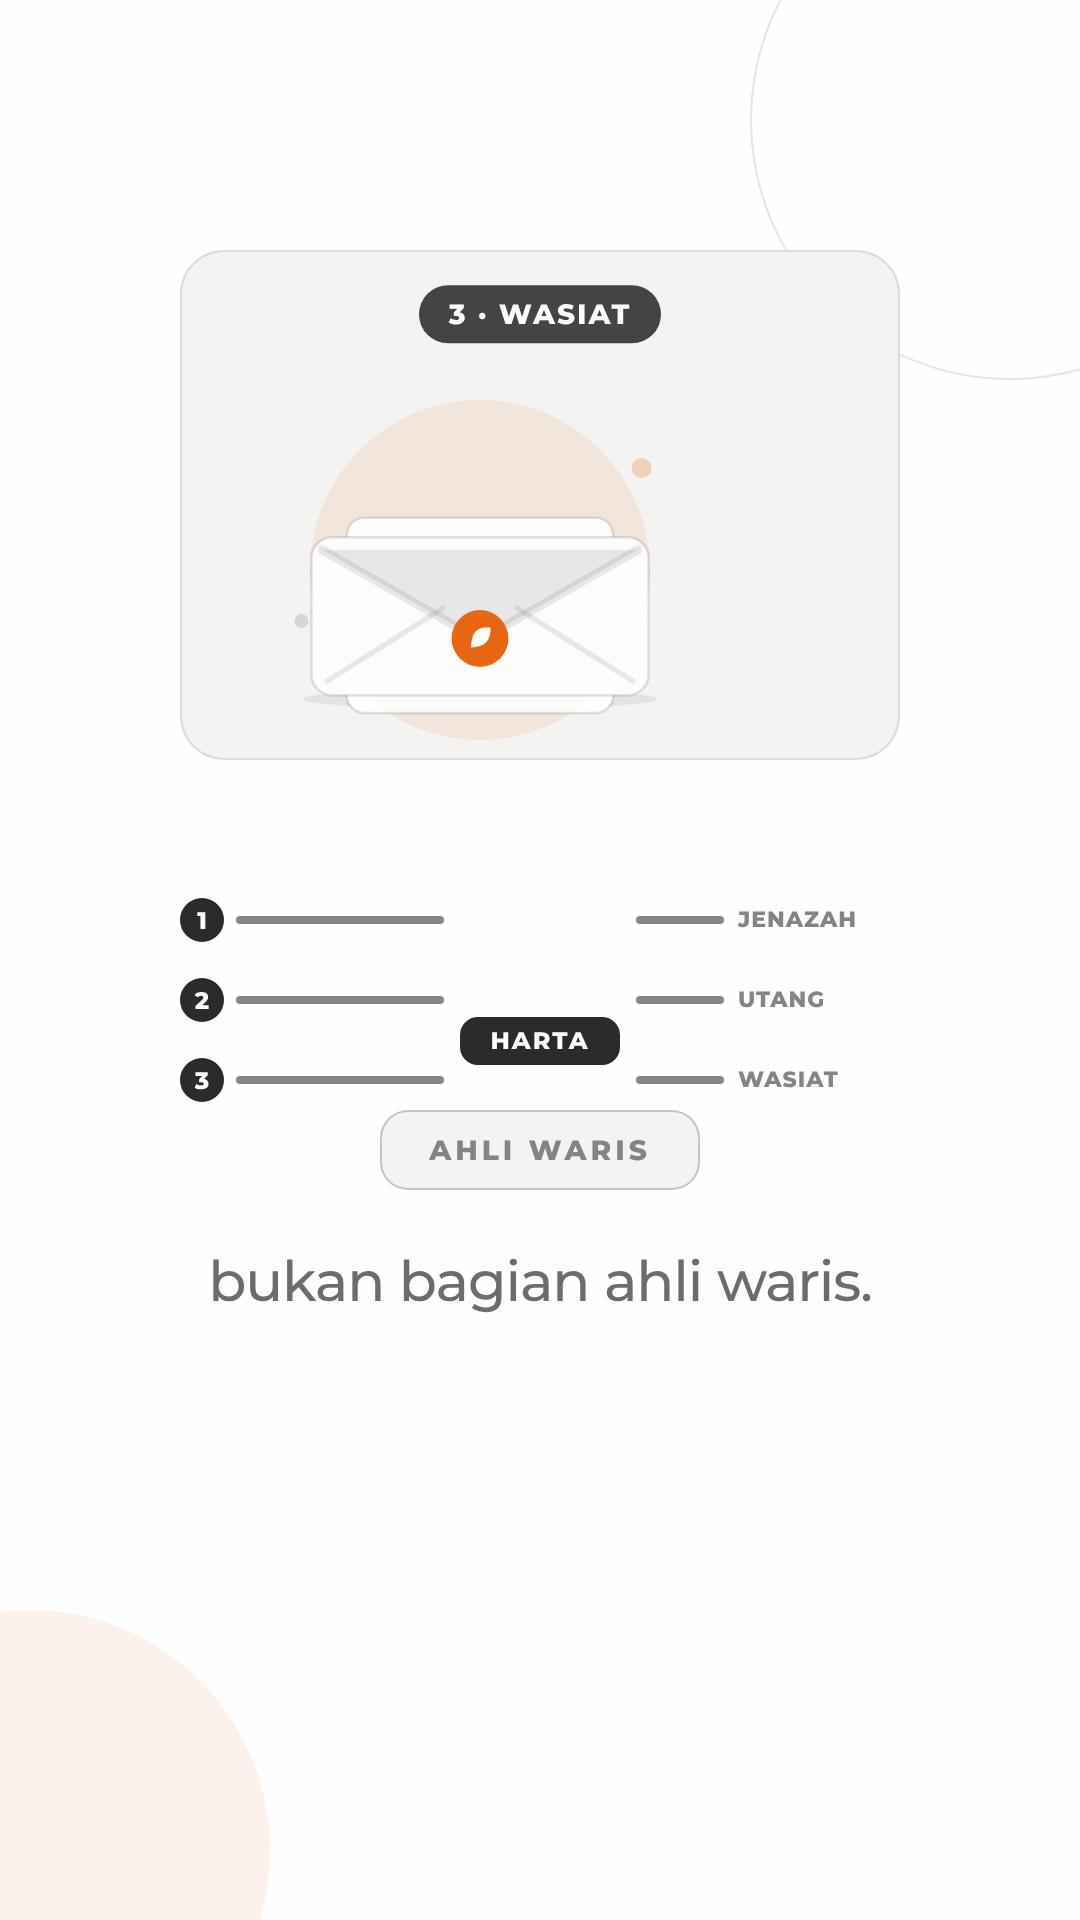 3 · WASIAT
1 JENAZAH
2 UTANG
HARTA
3 WASIAT
AHLI WARIS
bukan bagian ahli waris.